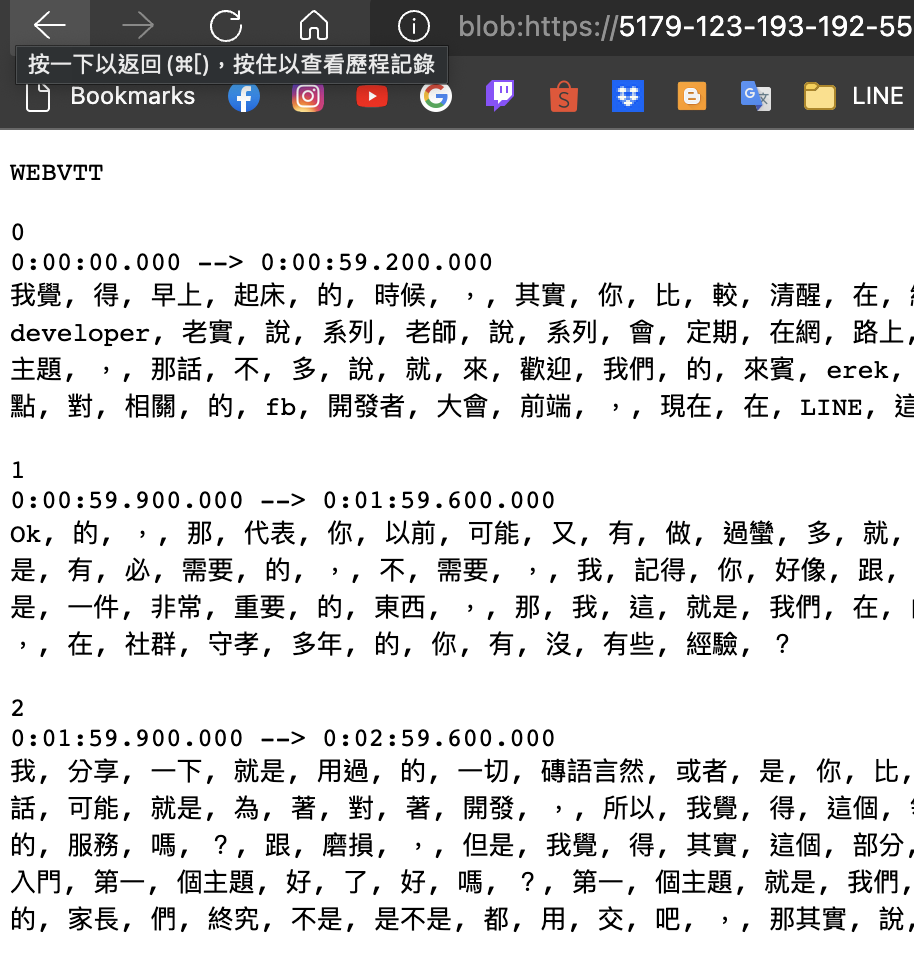 blob:https://5179-123-193-192-55
按一下以返回 (⌘[)，按住以查看歷程記錄
Bookmarks
LINE
WEBVTT
0
0:00:00.000 --> 0:00:59.200.000
我覺, 得, 早上, 起床, 的, 時候, ，, 其實, 你, 比, 較, 清醒, 在,
developer, 老實, 說, 系列, 老師, 說, 系列, 會, 定期, 在網, 路上,
主題, ，, 那話, 不, 多, 說, 就, 來, 歡迎, 我們, 的, 來賓, erek,
點, 對, 相關, 的, fb, 開發者, 大會, 前端, ，, 現在, 在, LINE, 這
1
0:00:59.900.000 --> 0:01:59.600.000
Ok, 的, ，, 那, 代表, 你, 以前, 可能, 又, 有, 做, 過蠻, 多, 就,
是, 有, 必, 需要, 的, ，, 不, 需要, ，, 我, 記得, 你, 好像, 跟,
是, 一件, 非常, 重要, 的, 東西, ，, 那, 我, 這, 就是, 我們, 在,
，, 在, 社群, 守孝, 多年, 的, 你, 有, 沒, 有些, 經驗, ？
2
0:01:59.900.000 --> 0:02:59.600.000
我, 分享, 一下, 就是, 用過, 的, 一切, 磚語言然, 或者, 是, 你, 比,
話, 可能, 就是, 為, 著, 對, 著, 開發, ，, 所以, 我覺, 得, 這個,
的, 服務, 嗎, ？, 跟, 磨損, ，, 但是, 我覺, 得, 其實, 這個, 部分,
入門, 第一, 個主題, 好, 了, 好, 嗎, ？, 第一, 個主題, 就是, 我們,
的, 家長, 們, 終究, 不是, 是不是, 都, 用, 交, 吧, ，, 那其實, 說,